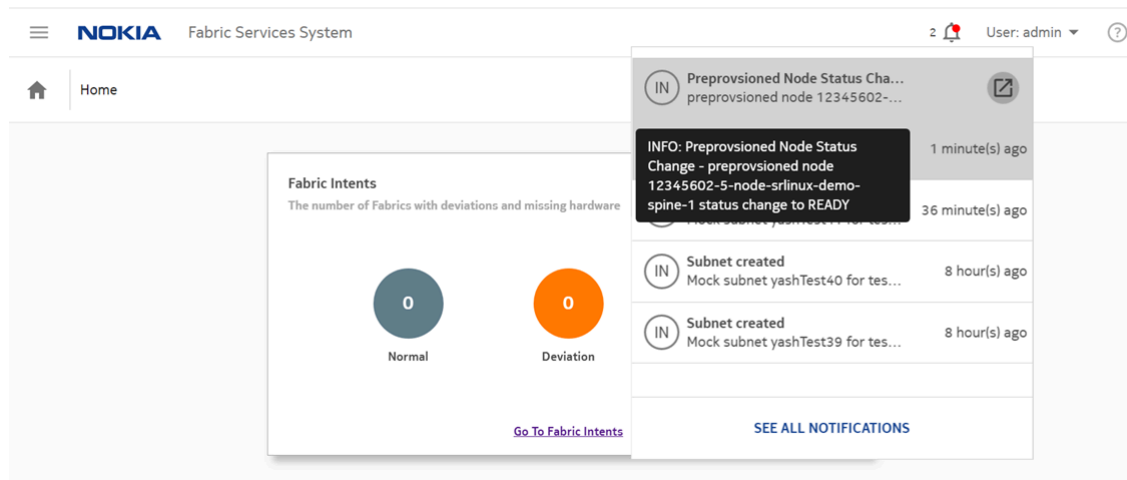 NOKIA Fabric Services System 2 User: admin ?
Home
IN Preprovsioned Node Status Cha...
preprovsioned node 12345602-...
1 minute(s) ago
INFO: Preprovsioned Node Status
Change - preprovsioned node
12345602-5-node-srlinux-demo-
spine-1 status change to READY
36 minute(s) ago
IN Subnet created
Mock subnet yashTest40 for tes...
8 hour(s) ago
IN Subnet created
Mock subnet yashTest39 for tes...
8 hour(s) ago
SEE ALL NOTIFICATIONS
Fabric Intents
The number of Fabrics with deviations and missing hardware
0 0
Normal Deviation
Go To Fabric Intents